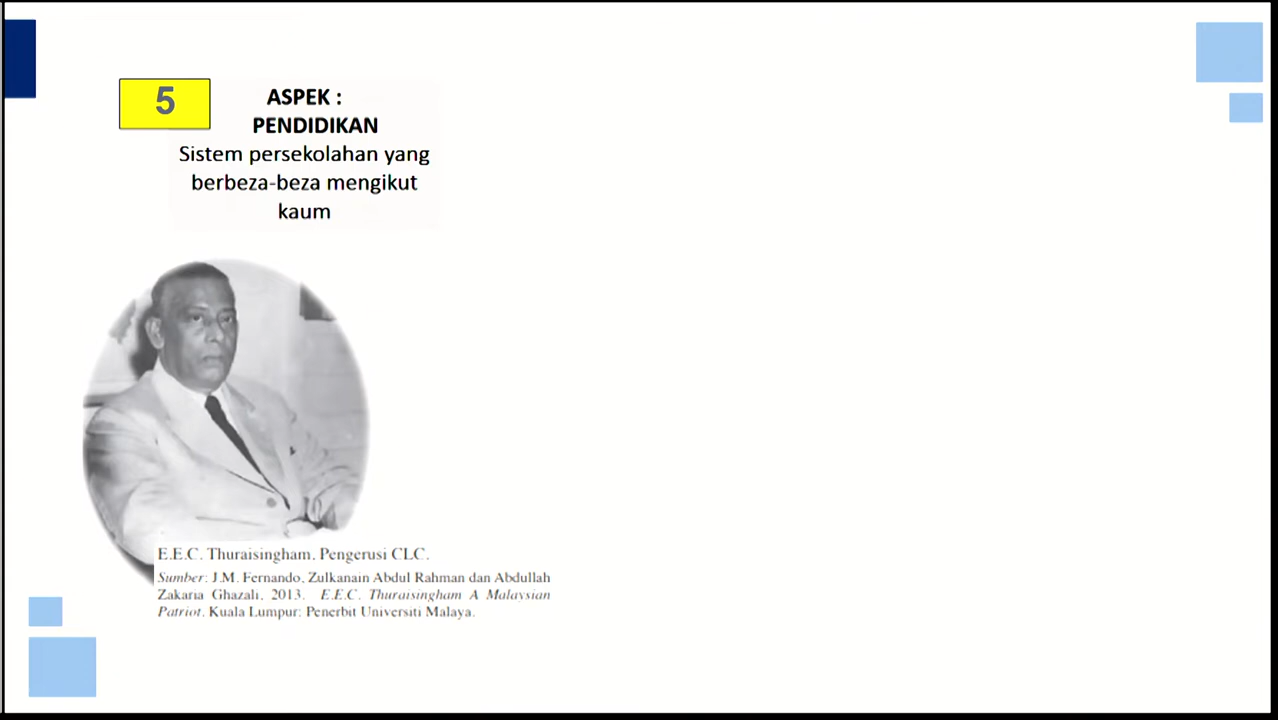 5
ASPEK :
PENDIDIKAN
Sistem persekolahan yang
berbeza-beza mengikut
kaum
E.E.C. Thuraisingham, Pengerusi CLC.
Sumber: J.M. Fernando, Zulkanain Abdul Rahman dan Abdullah
Zakaria Ghazali, 2013. E.E.C. Thuraisingham A Malaysian
Patriot. Kuala Lumpur: Penerbit Universiti Malaya.